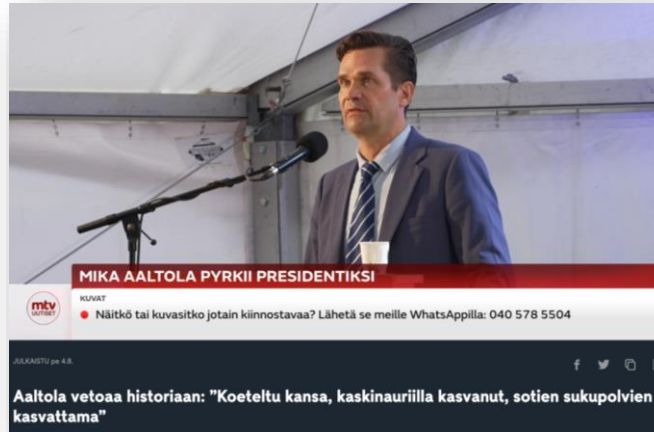 MIKA AALTOLA PYRKII PRESIDENTIKSI
mtv
UUTISET
KUVAT
Näitkö tai kuvasitko jotain kiinnostavaa? Lähetä se meille WhatsAppilla: 040 578 5504
JULKAISTU pe 4.8.
Aaltola vetoaa historiaan: ”Koeteltu kansa, kaskinauriilla kasvanut, sotien sukupolvien
kasvattama”